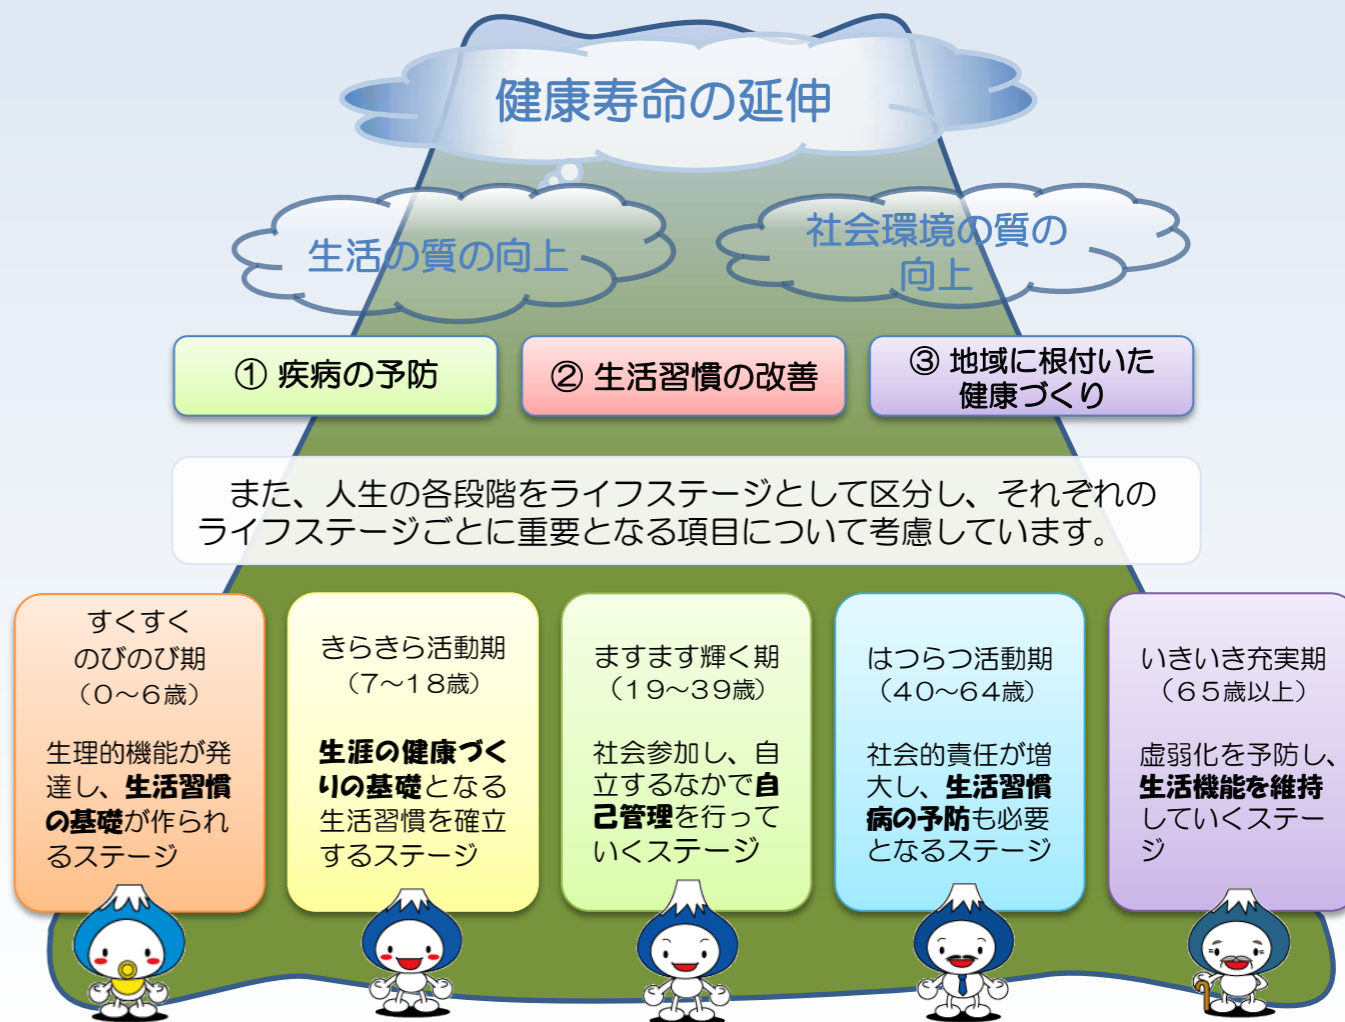 健康寿命の延伸
生活の質の向上
社会環境の質の
向上
① 疾病の予防
② 生活習慣の改善
③ 地域に根付いた
健康づくり
また、人生の各段階をライフステージとして区分し、それぞれの
ライフステージごとに重要となる項目について考慮しています。
すくすく
のびのび期
（０～６歳）
生理的機能が発
達し、生活習慣
の基礎が作られ
るステージ
きらきら活動期
（７～１８歳）
生涯の健康づく
りの基礎となる
生活習慣を確立
するステージ
ますます輝く期
（１９～３９歳）
社会参加し、自
立するなかで自
己管理を行って
いくステージ
はつらつ活動期
（４０～６４歳）
社会的責任が増
大し、生活習慣
病の予防も必要
となるステージ
いきいき充実期
（６５歳以上）
虚弱化を予防し、
生活機能を維持
していくステー
ジ